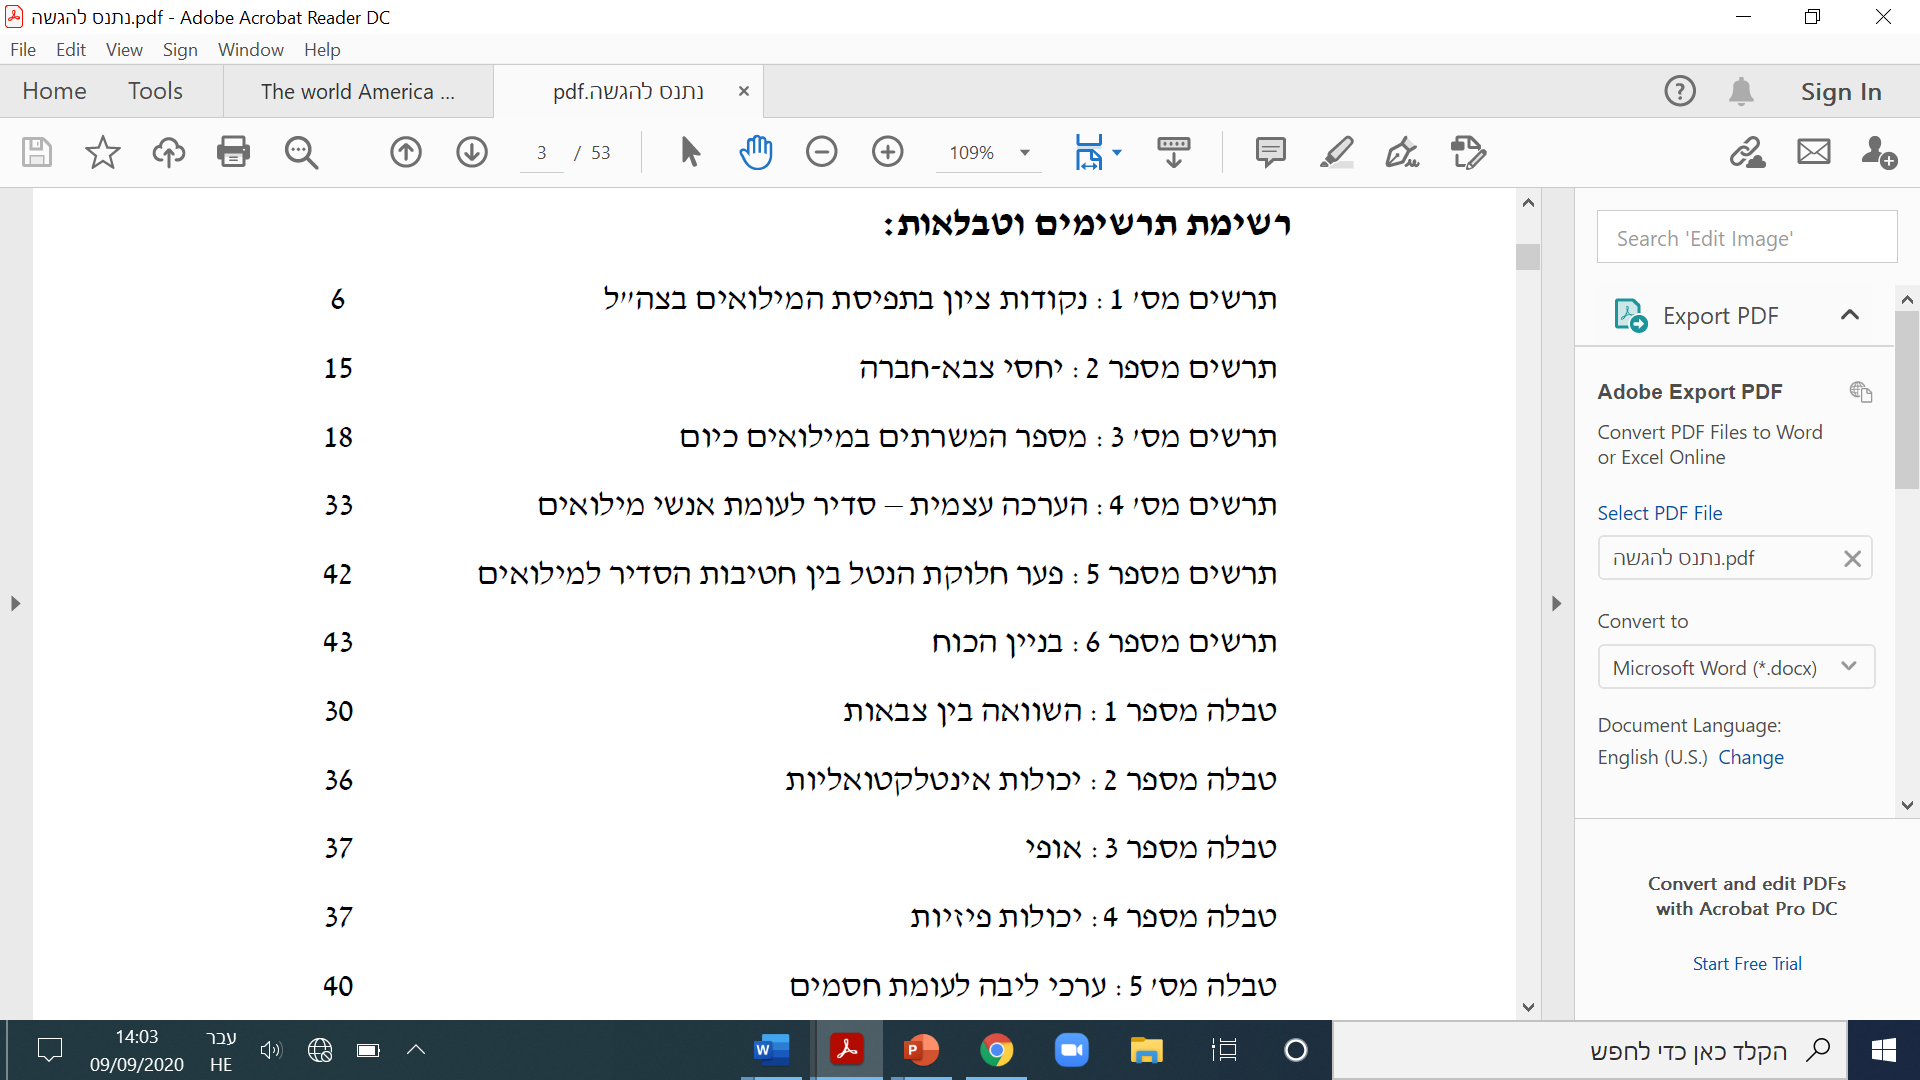 נתנס להגשה.pdf - Adobe Acrobat Reader DC
File Edit View Sign Window Help
Home Tools The world America ... נתנס להגשה.pdf Sign In
3 / 53 109%
רשימת תרשימים וטבלאות:
תרשים מס' 1: נקודות ציון בתפיסת המילואים בצה"ל 6
תרשים מספר 2: יחסי צבא-חברה 15
תרשים מס' 3: מספר המשרתים במילואים כיום 18
תרשים מס' 4: הערכה עצמית – סדיר לעומת אנשי מילואים 33
תרשים מספר 5: פער חלוקת הנטל בין חטיבות הסדיר למילואים 42
תרשים מספר 6: בניין הכוח 43
טבלה מספר 1: השוואה בין צבאות 30
טבלה מספר 2: יכולות אינטלקטואליות 36
טבלה מספר 3: אופי 37
טבלה מספר 4: יכולות פיזיות 37
טבלה מס' 5: ערכי ליבה לעומת חסמים 40
Search 'Edit Image'
Export PDF
Adobe Export PDF
Convert PDF Files to Word
or Excel Online
Select PDF File
נתנס להגשה.pdf
Convert to
Microsoft Word (*.docx)
Document Language:
English (U.S.) Change
Convert and edit PDFs
with Acrobat Pro DC
Start Free Trial
14:03
09/09/2020
עבר
HE
הקלד כאן כדי לחפש